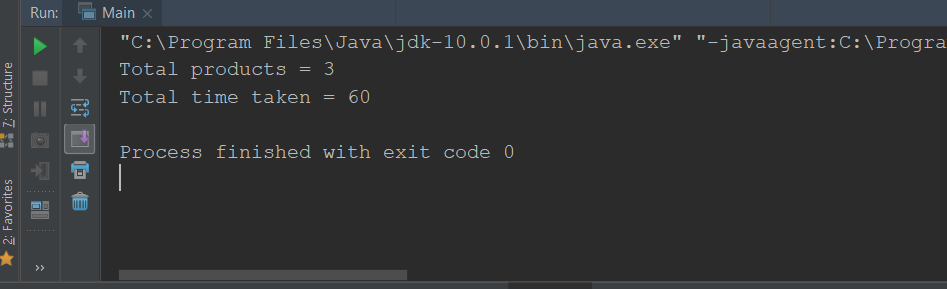 Run:
Main
"C:\Program Files\Java\jdk-10.0.1\bin\java.exe" "-javaagent:C:\Progra
Total products = 3
Total time taken = 60
Process finished with exit code 0
7: Structure
2: Favorites